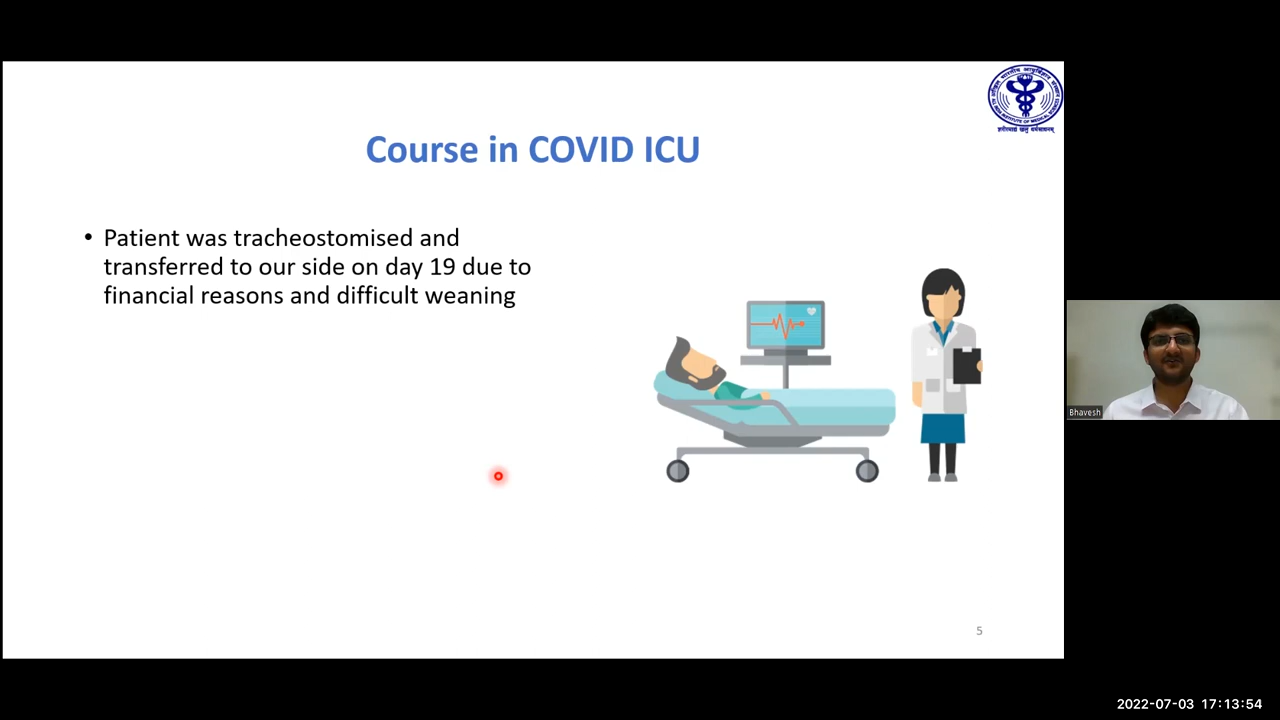 Course in COVID ICU
• Patient was tracheostomised and
transferred to our side on day 19 due to
financial reasons and difficult weaning
Bhavesh
5
2022-07-03 17:13:54